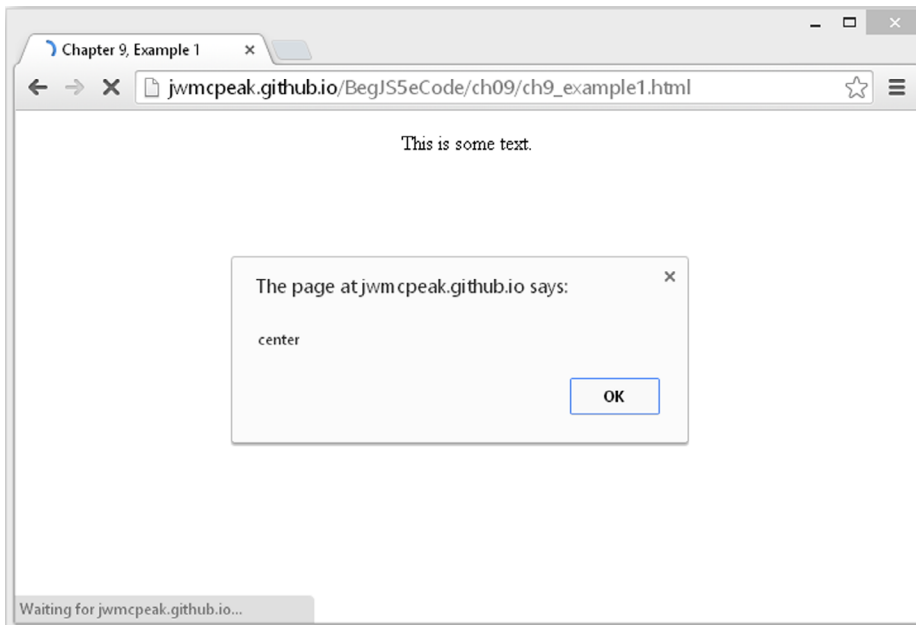 Chapter 9, Example 1
jwmcpeak.github.io/BegJS5eCode/ch09/ch9_example1.html
This is some text.
The page at jwmcpeak.github.io says:
center
OK
Waiting for jwmcpeak.github.io...